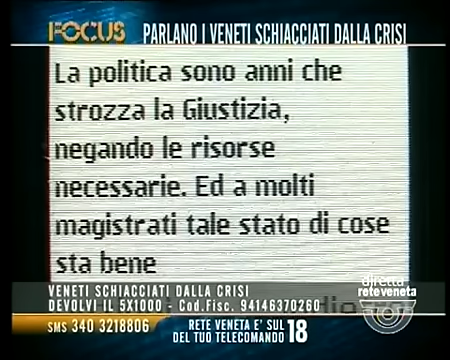 FOCUS PARLANO I VENETI SCHIACCIATI DALLA CRISI
La politica sono anni che
strozza la Giustizia,
negando le risorse
necessarie. Ed a molti
magistrati tale stato di cose
sta bene
diretta
reteveneta
VENETI SCHIACCIATI DALLA CRISI
DEVOLVI IL 5X1000 - Cod.Fisc. 94146370260
SMS 340 3218806
RETE VENETA E' SUL
DEL TUO TELECOMANDO 18